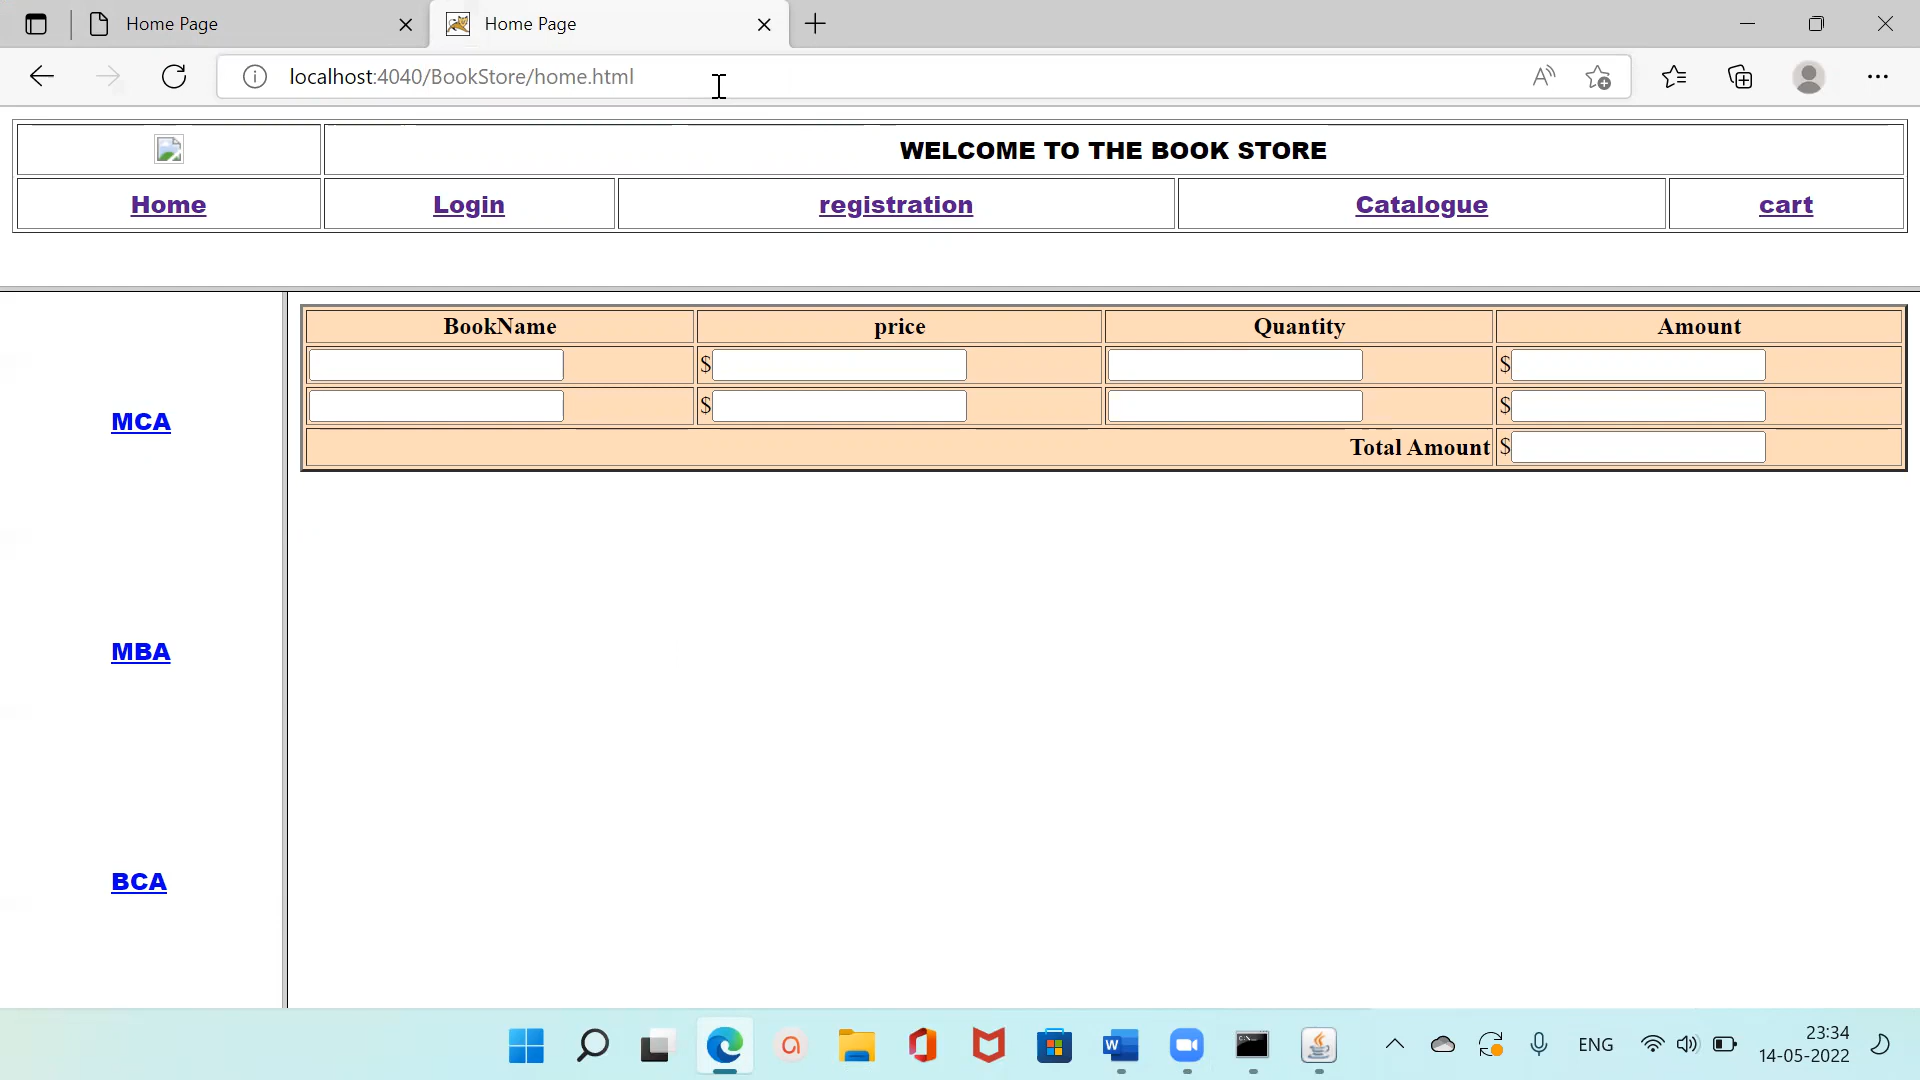 Home Page
Home Page
localhost:4040/BookStore/home.html
WELCOME TO THE BOOK STORE
Home Login registration Catalogue cart
BookName price Quantity Amount
$ $
$ $
Total Amount $
MCA
MBA
BCA
ENG
23:34
14-05-2022